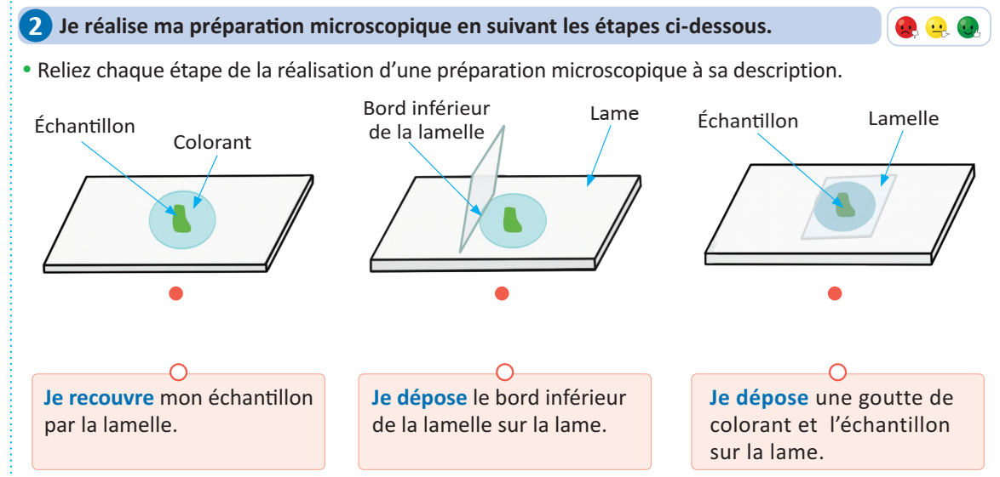 2 Je réalise ma préparation microscopique en suivant les étapes ci-dessous.
• Reliez chaque étape de la réalisation d'une préparation microscopique à sa description.
Échantillon
Colorant
Bord inférieur
de la lamelle
Lame
Échantillon
Lamelle
Je recouvre mon échantillon
par la lamelle.
Je dépose le bord inférieur
de la lamelle sur la lame.
Je dépose une goutte de
colorant et l'échantillon
sur la lame.